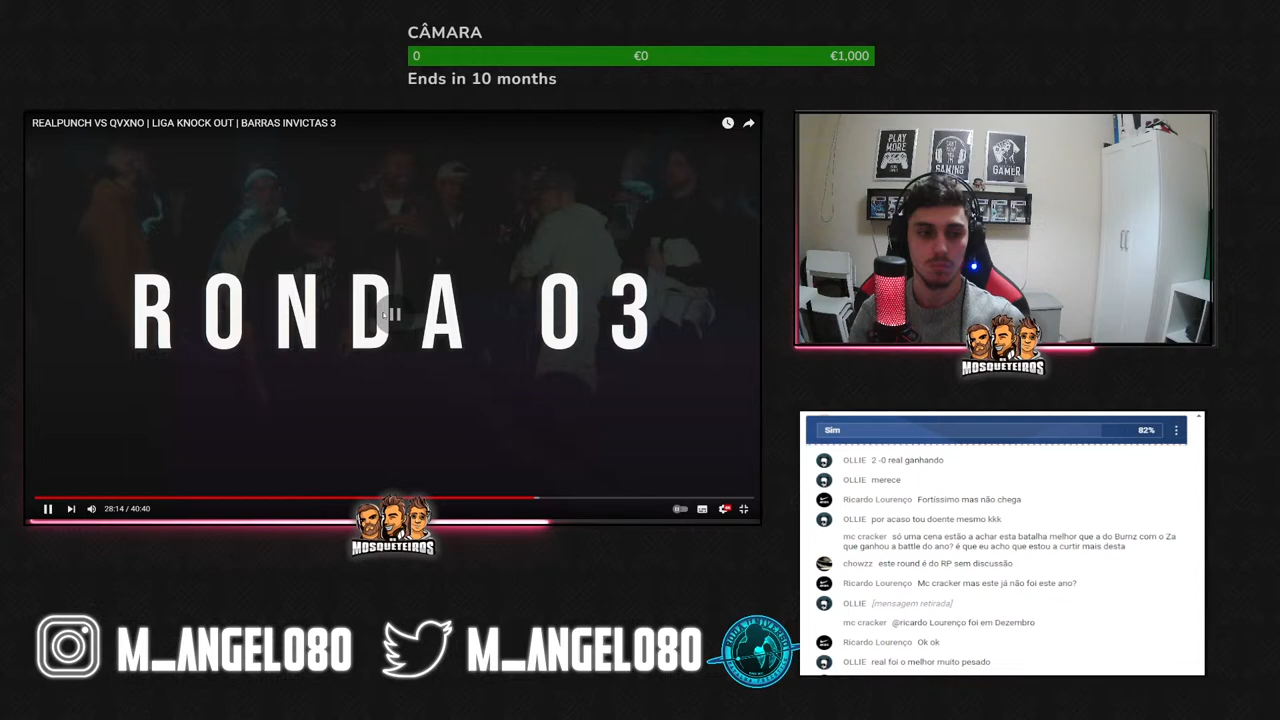 CÂMARA
0 €0 €1,000
Ends in 10 months
REALPUNCH VS QVXNO | LIGA KNOCK OUT | BARRAS INVICTAS 3
RONDA 03
28:14 / 40:40
MOSQUETEIROS
PLAY MORE
GAMING
GAMER
MOSQUETEIROS
Sim 82%
OLLIE 2 -0 real ganhando
OLLIE merece
Ricardo Lourenço Fortíssimo mas não chega
OLLIE por acaso tou doente mesmo kkk
mc cracker só uma cena estão a achar esta batalha melhor que a do Burnz com o Za
que ganhou a battle do ano? é que eu acho que estou a curtir mais desta
chowzz este round é do RP sem discussão
Ricardo Lourenço Mc cracker mas este já não foi este ano?
OLLIE [mensagem retirada]
mc cracker @ricardo Lourenço foi em Dezembro
Ricardo Lourenço Ok ok
OLLIE real foi o melhor muito pesado
M_ANGELO80 M_ANGELO80